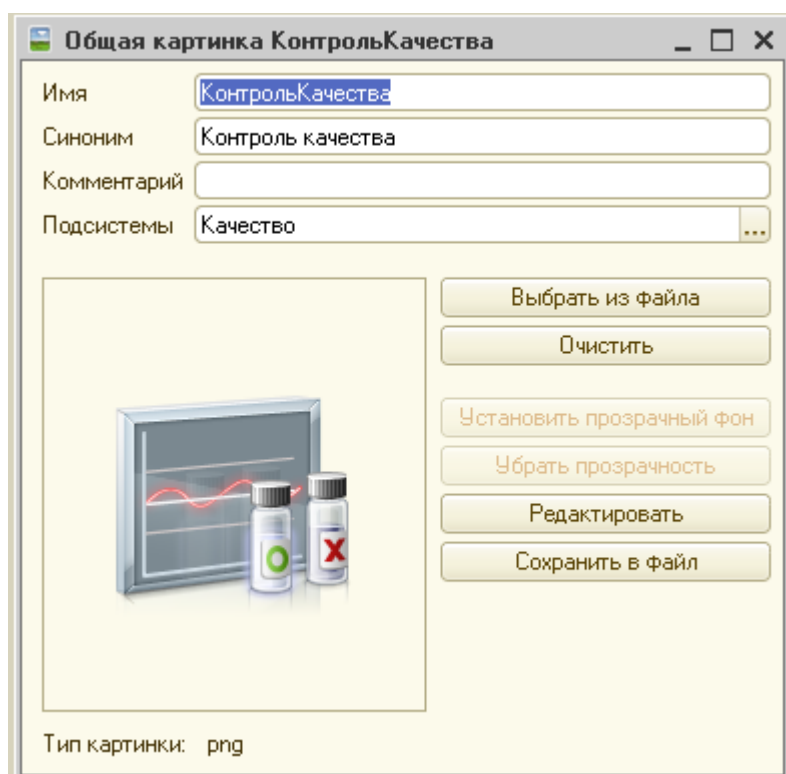 Общая картинка КонтрольКачества
Имя КонтрольКачества
Синоним Контроль качества
Комментарий
Подсистемы Качество ...
Выбрать из файла
Очистить
Установить прозрачный фон
Убрать прозрачность
Редактировать
Сохранить в файл
O X
Тип картинки: png